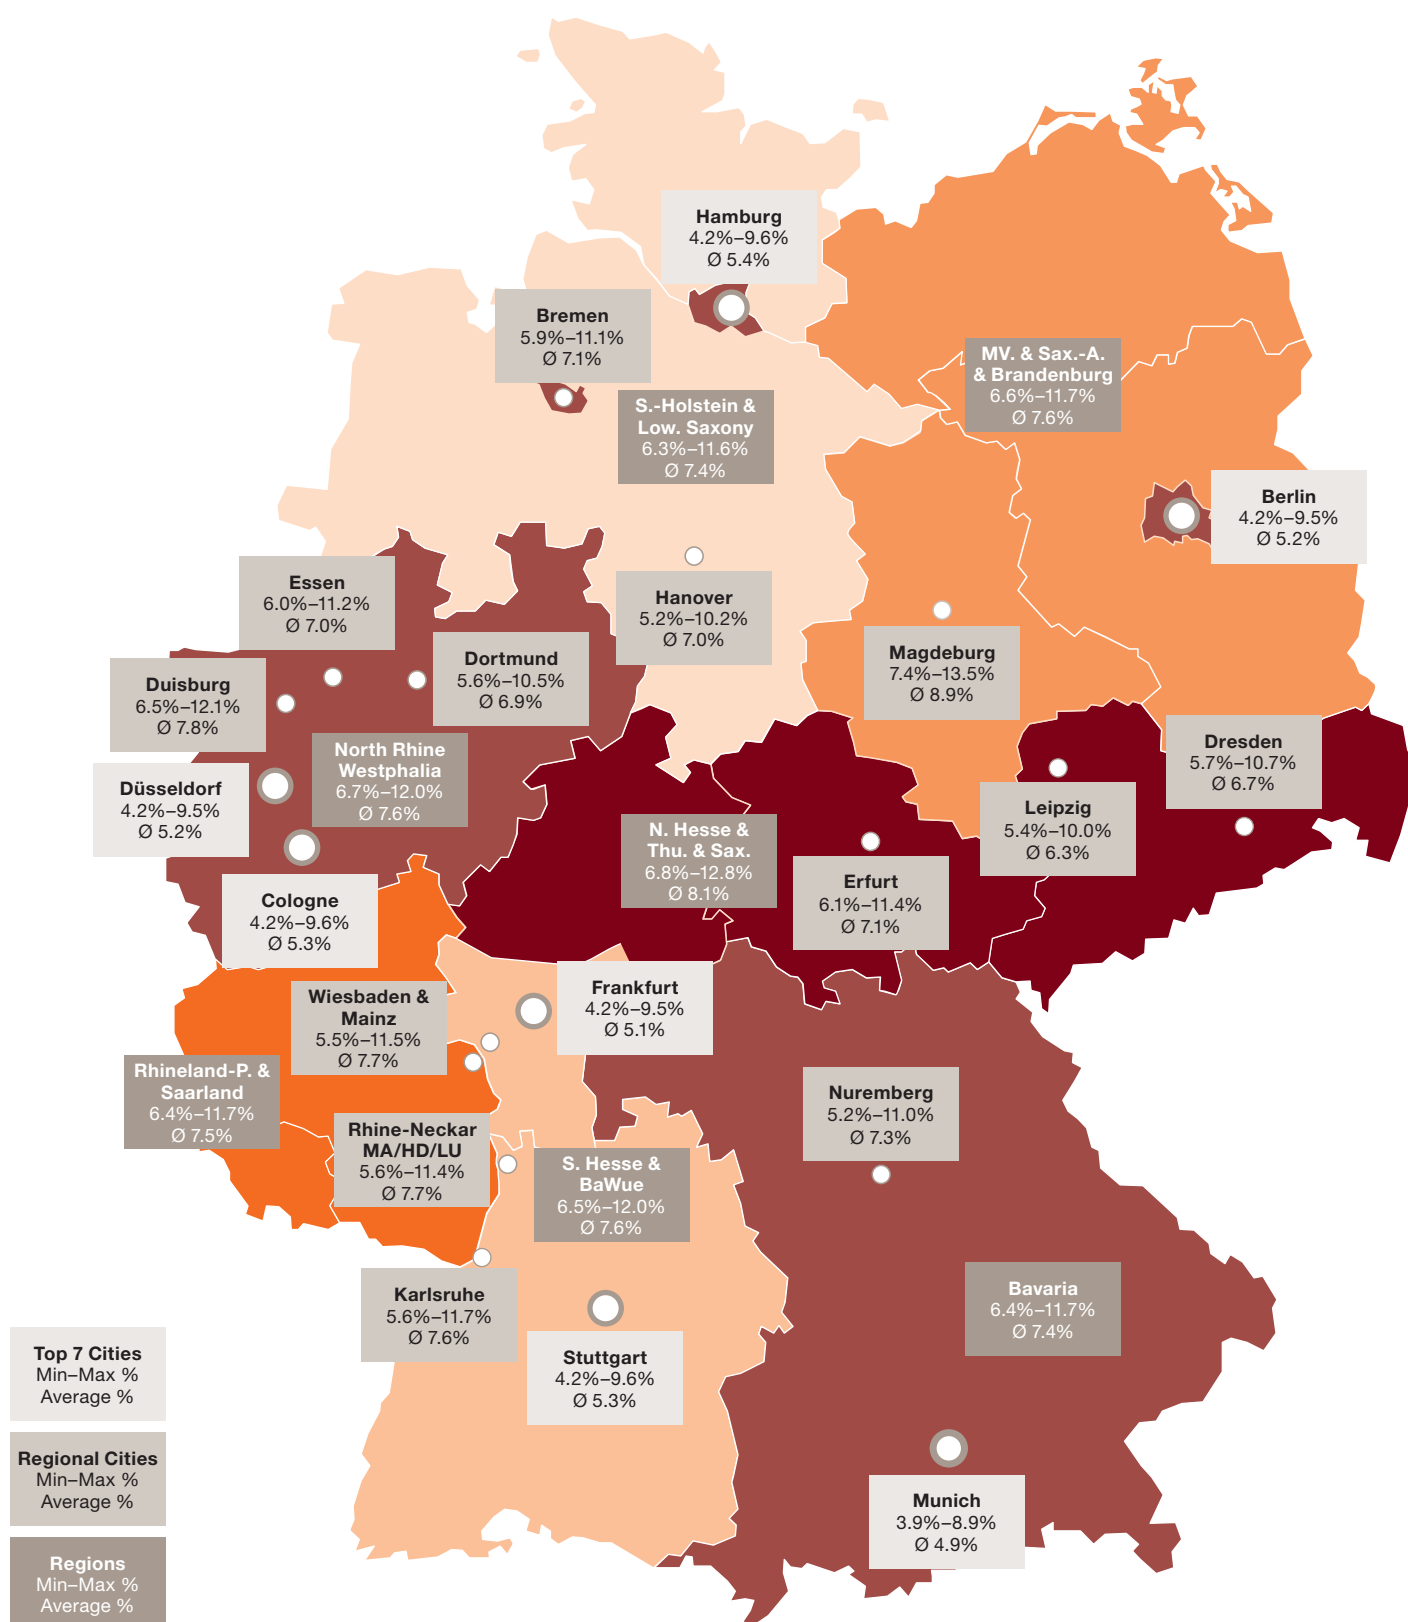 Hamburg
4.2%–9.6%
Ø 5.4%
Bremen
5.9%–11.1%
Ø 7.1%
MV. & Sax.-A.
& Brandenburg
6.6%–11.7%
Ø 7.6%
S.-Holstein &
Low. Saxony
6.3%–11.6%
Ø 7.4%
Berlin
4.2%–9.5%
Ø 5.2%
Essen
6.0%–11.2%
Ø 7.0%
Hanover
5.2%–10.2%
Ø 7.0%
Magdeburg
7.4%–13.5%
Ø 8.9%
Dortmund
5.6%–10.5%
Ø 6.9%
Duisburg
6.5%–12.1%
Ø 7.8%
Dresden
5.7%–10.7%
Ø 6.7%
North Rhine
Westphalia
6.7%–12.0%
Ø 7.6%
Düsseldorf
4.2%–9.5%
Ø 5.2%
Leipzig
5.4%–10.0%
Ø 6.3%
N. Hesse &
Thu. & Sax.
6.8%–12.8%
Ø 8.1%
Erfurt
6.1%–11.4%
Ø 7.1%
Cologne
4.2%–9.6%
Ø 5.3%
Frankfurt
4.2%–9.5%
Ø 5.1%
Wiesbaden &
Mainz
5.5%–11.5%
Ø 7.7%
Rhineland-P. &
Saarland
6.4%–11.7%
Ø 7.5%
Nuremberg
5.2%–11.0%
Ø 7.3%
Rhine-Neckar
MA/HD/LU
5.6%–11.4%
Ø 7.7%
S. Hesse &
BaWue
6.5%–12.0%
Ø 7.6%
Bavaria
6.4%–11.7%
Ø 7.4%
Karlsruhe
5.6%–11.7%
Ø 7.6%
Stuttgart
4.2%–9.6%
Ø 5.3%
Munich
3.9%–8.9%
Ø 4.9%
Top 7 Cities
Min–Max %
Average %
Regional Cities
Min–Max %
Average %
Regions
Min–Max %
Average %